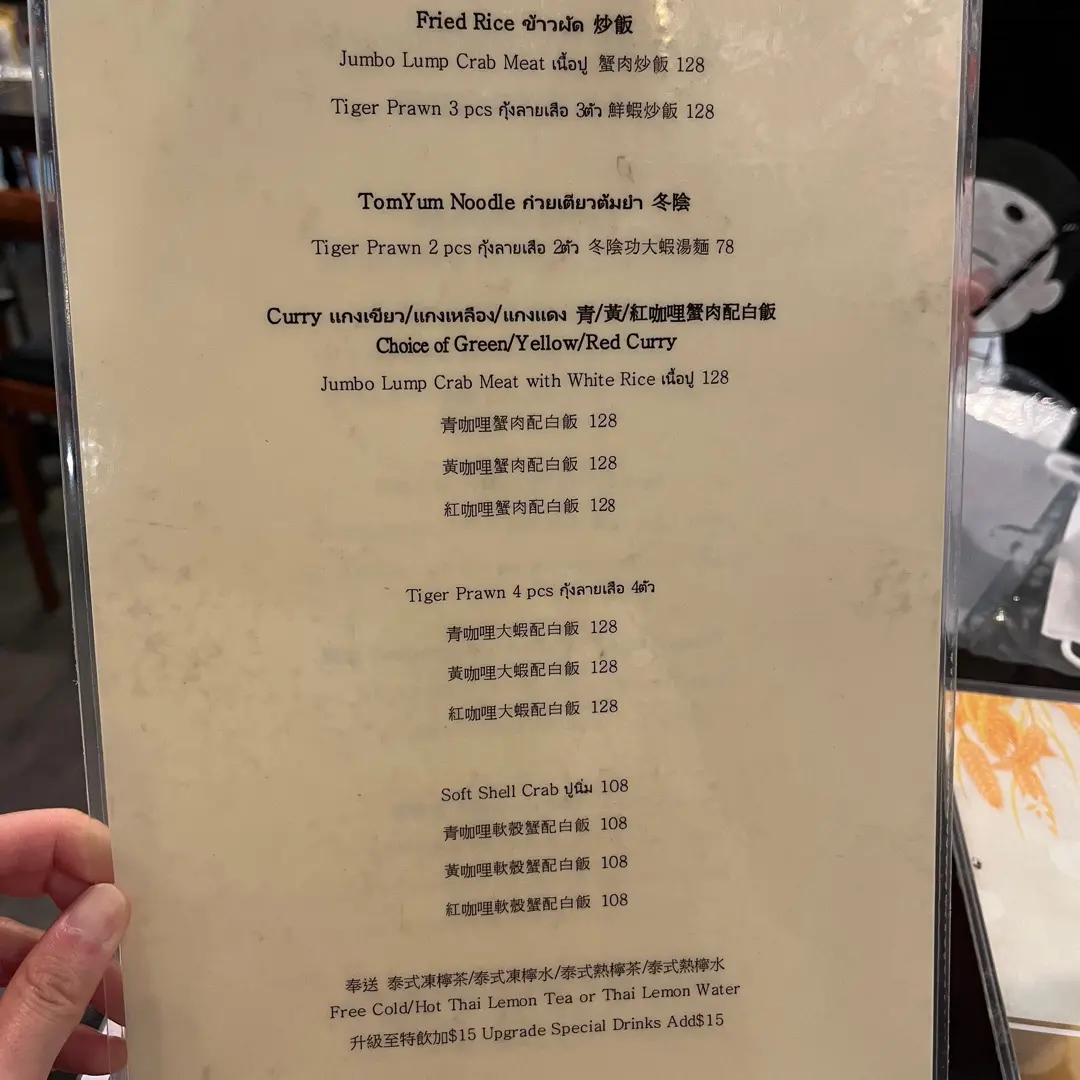 Fried Rice ข้าวผัด 炒飯
Jumbo Lump Crab Meat เนื้อปู 蟹肉炒飯 128
Tiger Prawn 3 pcs กุ้งลายเสือ 3ตัว 鮮蝦炒飯 128
TomYum Noodle ก๋วยเตียวต้มยำ 冬陰
Tiger Prawn 2 pcs กุ้งลายเสือ 2ตัว 冬陰功大蝦湯麵 78
Curry แกงเขียว/แกงเหลือง/แกงแดง 青/黃/紅咖哩蟹肉配白飯
Choice of Green/Yellow/Red Curry
Jumbo Lump Crab Meat with White Rice เนื้อปู 128
青咖哩蟹肉配白飯 128
黃咖哩蟹肉配白飯 128
紅咖哩蟹肉配白飯 128
Tiger Prawn 4 pcs กุ้งลายเสือ 4ตัว
青咖哩大蝦配白飯 128
黃咖哩大蝦配白飯 128
紅咖哩大蝦配白飯 128
Soft Shell Crab ปูนิ่ม 108
青咖哩軟殼蟹配白飯 108
黃咖哩軟殼蟹配白飯 108
紅咖哩軟殼蟹配白飯 108
奉送 泰式凍檸茶/泰式凍檸水/泰式熱檸茶/泰式熱檸水
Free Cold/Hot Thai Lemon Tea or Thai Lemon Water
升級至特飲加$15 Upgrade Special Drinks Add$15